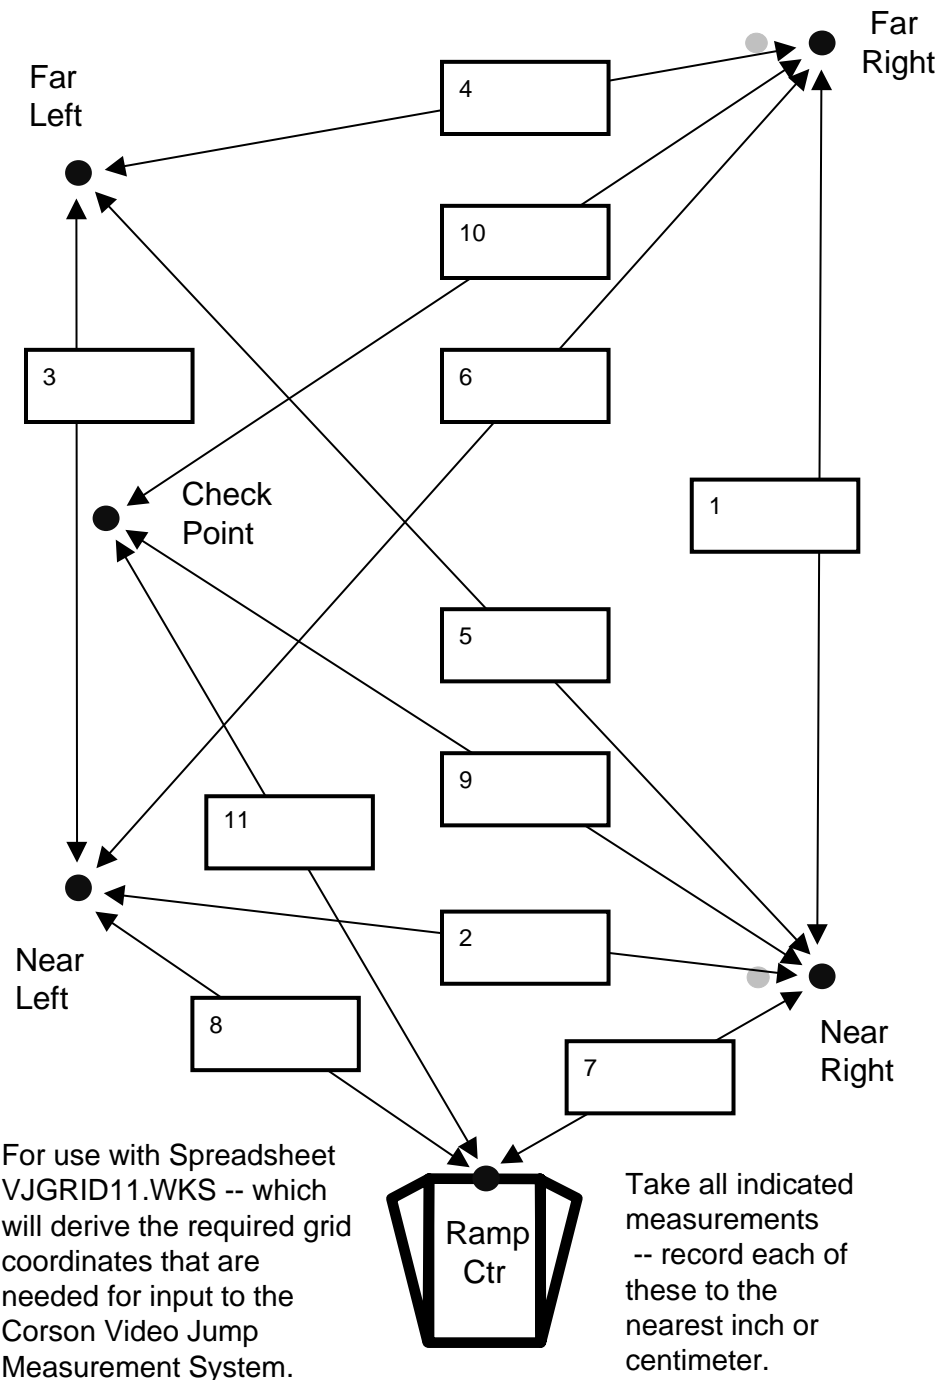 Far
Right
Far
Left
4
10
3
6
Check
Point
1
5
9
11
2
Near
Left
8
Near
Right
7
For use with Spreadsheet
VJGRID11.WKS -- which
will derive the required grid
coordinates that are
needed for input to the
Corson Video Jump
Measurement System.
Ramp
Ctr
Take all indicated
measurements
-- record each of
these to the
nearest inch or
centimeter.